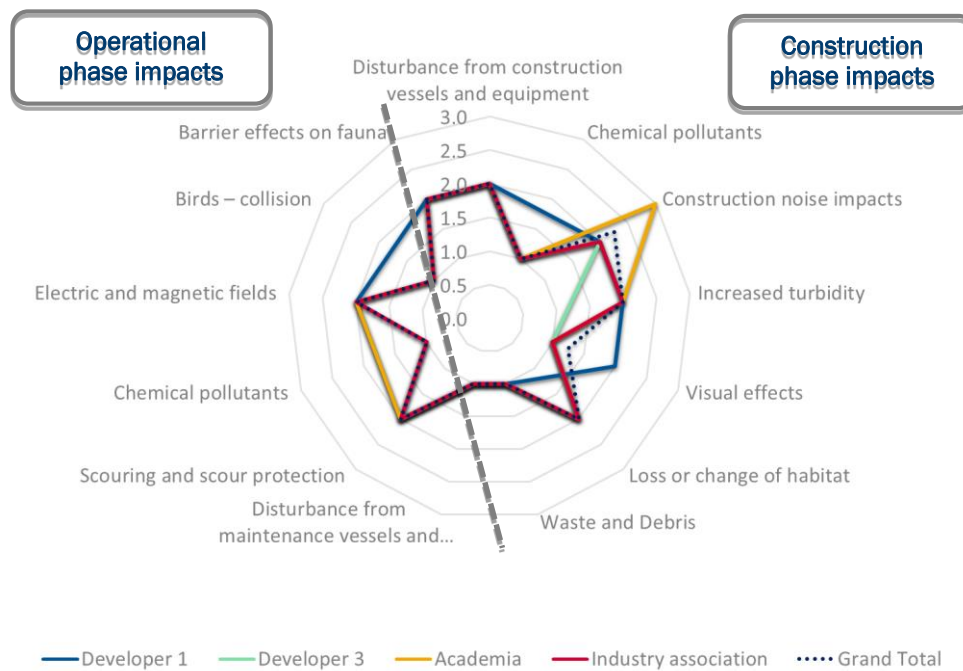 Operational
phase impacts
Construction
phase impacts
Disturbance from construction
vessels and equipment
Barrier effects on fauna
Chemical pollutants
Birds – collision
Construction noise impacts
Electric and magnetic fields
Increased turbidity
Chemical pollutants
Visual effects
Scouring and scour protection
Loss or change of habitat
Disturbance from
maintenance vessels and...
Waste and Debris
3.0
2.5
2.0
1.5
1.0
0.5
0.0
Developer 1
Developer 3
Academia
Industry association
Grand Total